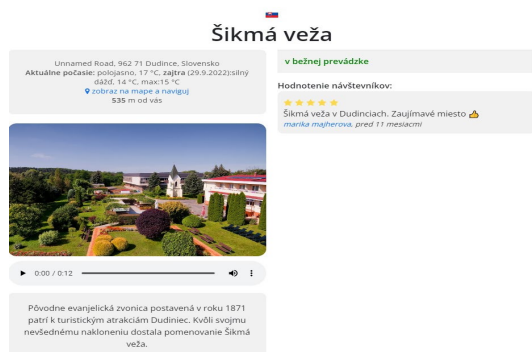 Šikmá veža
Unnamed Road, 962 71 Dudince, Slovensko
Aktuálne počasie: polojasno, 17 °C, zajtra (29.9.2022):silný
dážď, 14 °C, max:15 °C
zobraz na mape a naviguj
535 m od vás
v bežnej prevádzke
Hodnotenie návštevníkov:
Šikmá veža v Dudinciach. Zaujímavé miesto 👍
marika majherova, pred 11 mesiacmi
0:00 / 0:12
Pôvodne evanjelická zvonica postavená v roku 1871
patrí k turistickým atrakciám Dudiniec. Kvôli svojmu
nevšednému nakloneniu dostala pomenovanie Šikmá
veža.